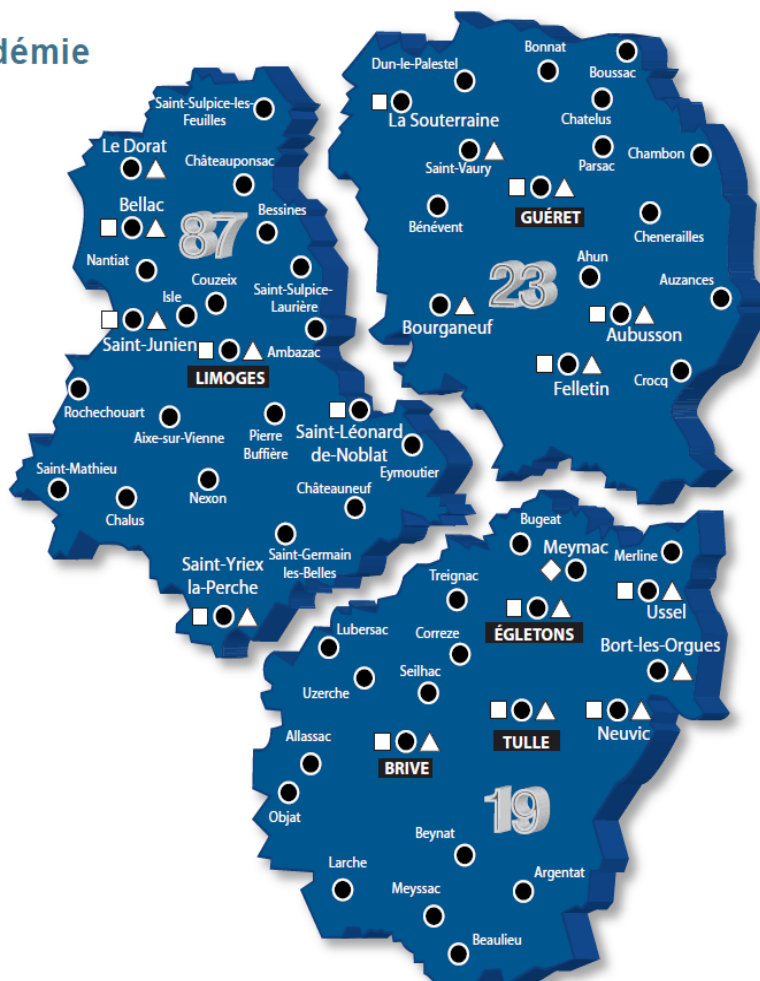 démie
Saint-Sulpice-les-
Feuilles
Le Dorat
Châteauponsac
Bellac
87
Bessines
Nantiat
Couzeix
Saint-Sulpice-
Laurière
Isle
Saint-Junien
Ambazac
LIMOGES
Rochechouart
Aixe-sur-Vienne
Pierre
Buffière
Saint-Léonard
de-Noblat
Eymoutier
Saint-Mathieu
Chalus
Nexon
Châteauneuf
Saint-Germain
les-Belles
Saint-Yriex
la-Perche
Dun-le-Palestel
Bonnat
Boussac
La Souterraine
Chatelus
Saint-Vaury
Parsac
Chambon
GUÉRET
Bénévent
Chenerailles
23
Ahun
Auzances
Bourganeuf
Aubusson
Felletin
Crocq
Bugeat
Meymac
Merline
Treignac
Ussel
ÉGLETONS
Lubersac
Correze
Bort-les-Orgues
Uzerche
Seilhac
Neuvic
TULLE
BRIVE
Allassac
Objat
19
Beynat
Larche
Meyssac
Argentat
Beaulieu